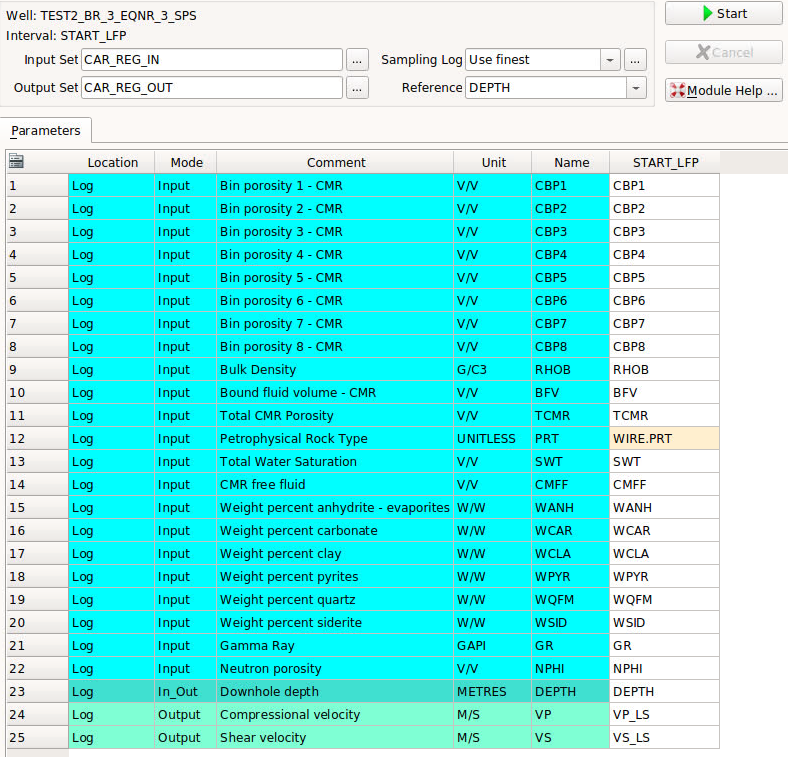 Well: TEST2_BR_3_EQNR_3_SPS
Start
Interval: START_LFP
Input Set CAR_REG_IN ... Sampling Log Use finest ... Cancel
Output Set CAR_REG_OUT ... Reference DEPTH Module Help ...
Parameters
Location Mode Comment Unit Name START_LFP
1 Log Input Bin porosity 1 - CMR V/V CBP1 CBP1
2 Log Input Bin porosity 2 - CMR V/V CBP2 CBP2
3 Log Input Bin porosity 3 - CMR V/V CBP3 CBP3
4 Log Input Bin porosity 4 - CMR V/V CBP4 CBP4
5 Log Input Bin porosity 5 - CMR V/V CBP5 CBP5
6 Log Input Bin porosity 6 - CMR V/V CBP6 CBP6
7 Log Input Bin porosity 7 - CMR V/V CBP7 CBP7
8 Log Input Bin porosity 8 - CMR V/V CBP8 CBP8
9 Log Input Bulk Density G/C3 RHOB RHOB
10 Log Input Bound fluid volume - CMR V/V BFV BFV
11 Log Input Total CMR Porosity V/V TCMR TCMR
12 Log Input Petrophysical Rock Type UNITLESS PRT WIRE.PRT
13 Log Input Total Water Saturation V/V SWT SWT
14 Log Input CMR free fluid V/V CMFF CMFF
15 Log Input Weight percent anhydrite - evaporites W/W WANH WANH
16 Log Input Weight percent carbonate W/W WCAR WCAR
17 Log Input Weight percent clay W/W WCLA WCLA
18 Log Input Weight percent pyrites W/W WPYR WPYR
19 Log Input Weight percent quartz W/W WQFM WQFM
20 Log Input Weight percent siderite W/W WSID WSID
21 Log Input Gamma Ray GAPI GR GR
22 Log Input Neutron porosity V/V NPHI NPHI
23 Log In_Out Downhole depth METRES DEPTH DEPTH
24 Log Output Compressional velocity M/S VP VP_LS
25 Log Output Shear velocity M/S VS VS_LS